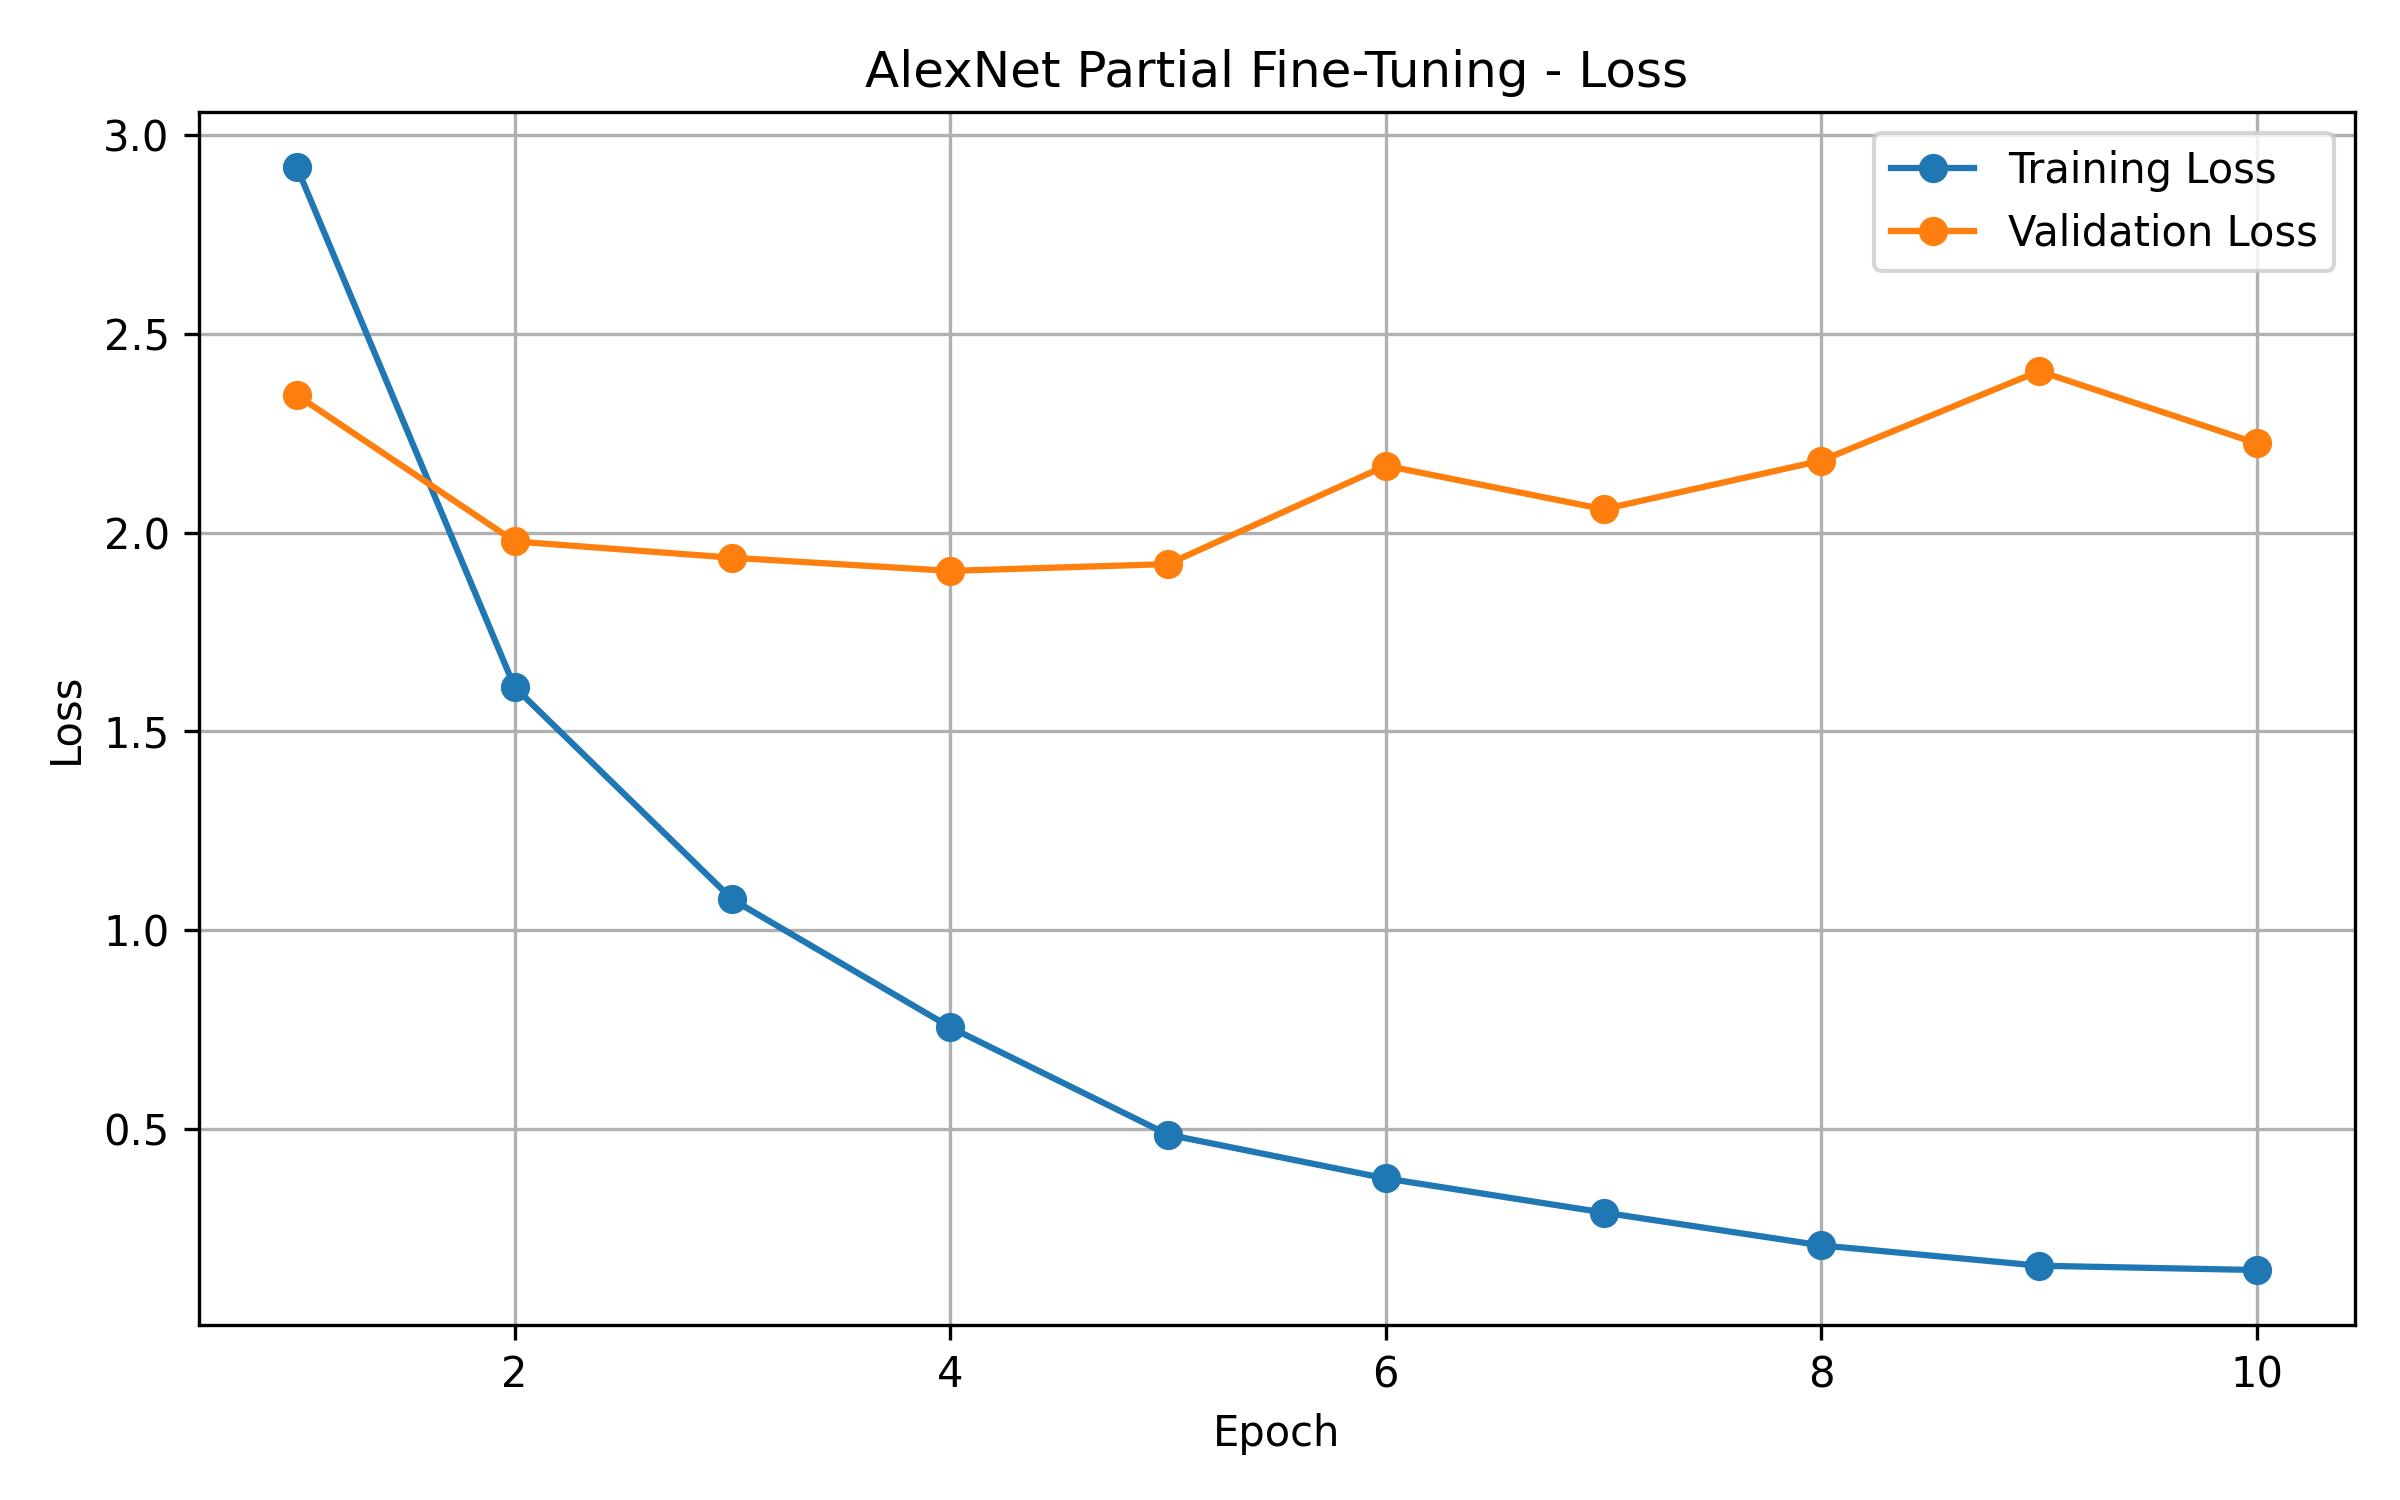 AlexNet Partial Fine-Tuning - Loss
3.0
2.5
2.0
1.5
1.0
0.5
Loss
Training Loss
Validation Loss
2 4 6 8 10
Epoch